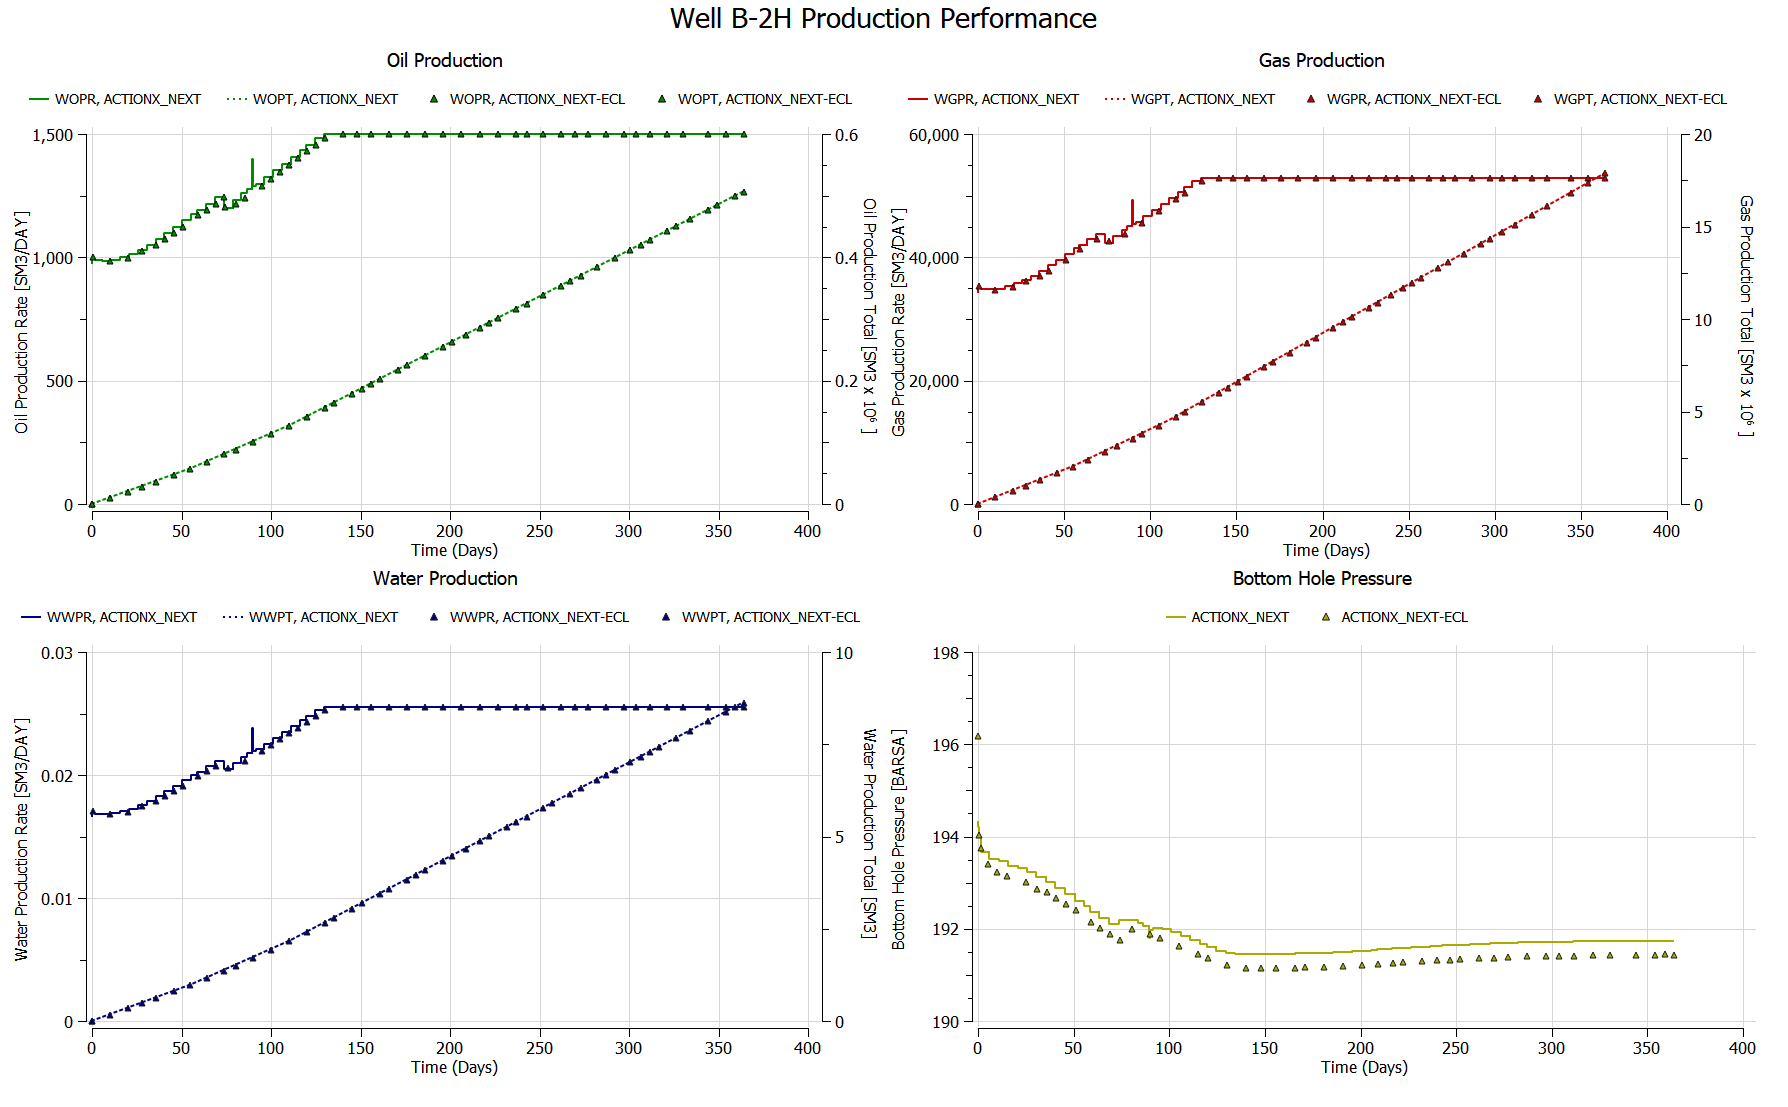 Well B-2H Production Performance
Oil Production
WOPR, ACTIONX_NEXT WOPT, ACTIONX_NEXT WOPR, ACTIONX_NEXT-ECL WOPT, ACTIONX_NEXT-ECL
1,500
1,000
500
0
0.6
0.4
0.2
0
Oil Production Rate [SM3/DAY]
Oil Production Total [SM3 x 10⁶ ]
0 50 100 150 200 250 300 350 400
Time (Days)
Gas Production
WGPR, ACTIONX_NEXT WGPT, ACTIONX_NEXT WGPR, ACTIONX_NEXT-ECL WGPT, ACTIONX_NEXT-ECL
60,000
40,000
20,000
0
20
15
10
5
0
Gas Production Rate [SM3/DAY]
Gas Production Total [SM3 x 10⁶ ]
0 50 100 150 200 250 300 350 400
Time (Days)
Water Production
WWPR, ACTIONX_NEXT WWPT, ACTIONX_NEXT WWPR, ACTIONX_NEXT-ECL WWPT, ACTIONX_NEXT-ECL
0.03
0.02
0.01
0
10
5
0
Water Production Rate [SM3/DAY]
Water Production Total [SM3]
0 50 100 150 200 250 300 350 400
Time (Days)
Bottom Hole Pressure
ACTIONX_NEXT ACTIONX_NEXT-ECL
198
196
194
192
190
Bottom Hole Pressure [BARSA]
0 50 100 150 200 250 300 350 400
Time (Days)